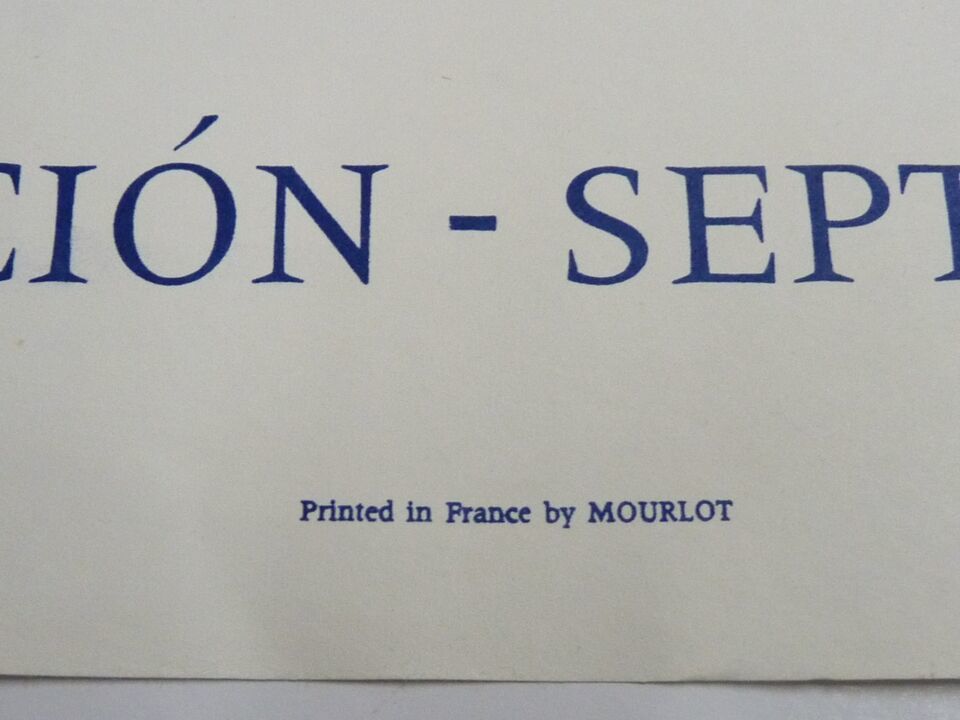 CIÓN - SEPT
Printed in France by MOURLOT